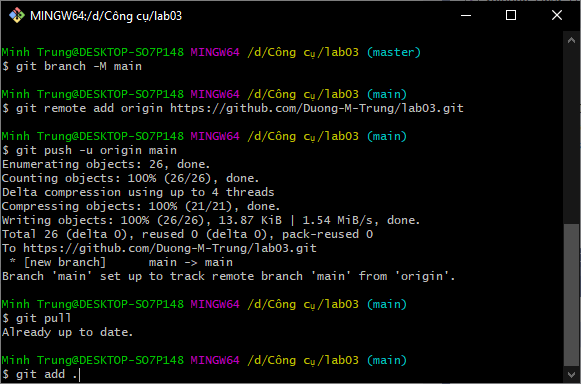 MINGW64:/d/Công cụ/lab03
Minh Trung@DESKTOP-SO7P148 MINGW64 /d/Công cụ/lab03 (master)
$ git branch -M main
Minh Trung@DESKTOP-SO7P148 MINGW64 /d/Công cụ/lab03 (main)
$ git remote add origin https://github.com/Duong-M-Trung/lab03.git
Minh Trung@DESKTOP-SO7P148 MINGW64 /d/Công cụ/lab03 (main)
$ git push -u origin main
Enumerating objects: 26, done.
Counting objects: 100% (26/26), done.
Delta compression using up to 4 threads
Compressing objects: 100% (21/21), done.
Writing objects: 100% (26/26), 13.87 KiB | 1.54 MiB/s, done.
Total 26 (delta 0), reused 0 (delta 0), pack-reused 0
To https://github.com/Duong-M-Trung/lab03.git
 * [new branch]      main -> main
Branch 'main' set up to track remote branch 'main' from 'origin'.
Minh Trung@DESKTOP-SO7P148 MINGW64 /d/Công cụ/lab03 (main)
$ git pull
Already up to date.
Minh Trung@DESKTOP-SO7P148 MINGW64 /d/Công cụ/lab03 (main)
$ git add .